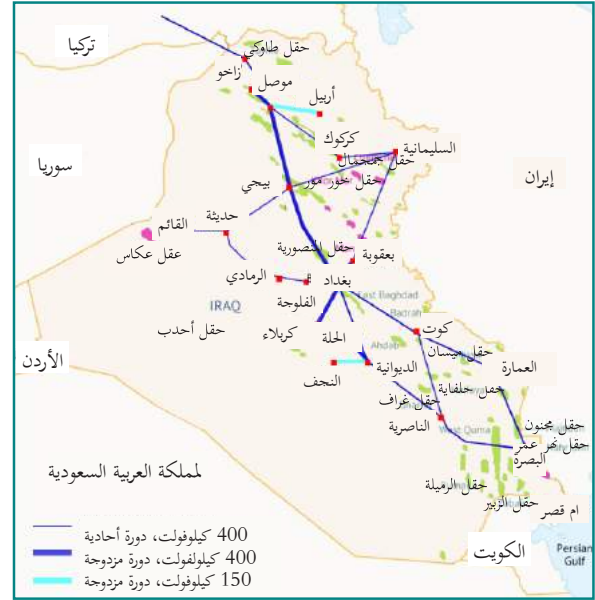 تركيا
حقل طاوكي
زاخو
موصل
أربيل
كركوك
السليمانية
حقل جمجمال
سوريا
إيران
حقل خور مور
بيجي
القائم
حديثة
عقل عكاس
حقل المنصورية
بعقوبة
الرمادي
بغداد
الفلوجة
East Baghdad
IRAQ
Badrah
حقل أحدب
كربلاء
الحلة
كوت
Ahdab
حقل ميسان
الأردن
الديوانية
العمارة
النجف
حقل حلفاية
حقل غراف
الناصرية
West Qurna
حقل مجنون
حقل نهر عمر
البصرة
لمملكة العربية السعودية
حقل الرميلة
حقل الزبير
ام قصر
400 كيلوفولت، دورة أحادية
400 كيلولفولت، دورة مزدوجة
150 كيلوفولت، دورة مزدوجة
الكويت
Persian
Gulf